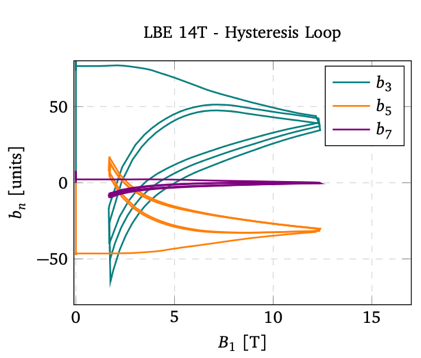 LBE 14T - Hysteresis Loop
b3
b5
b7
50
0
−50
bn [units]
0 5 10 15
B1 [T]